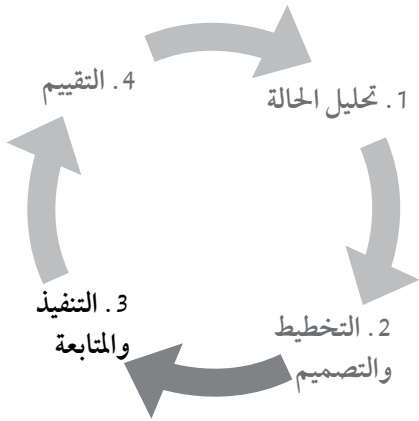 1. تحليل الحالة
2. التخطيط
والتصميم
3. التنفيذ
والمتابعة
4. التقييم